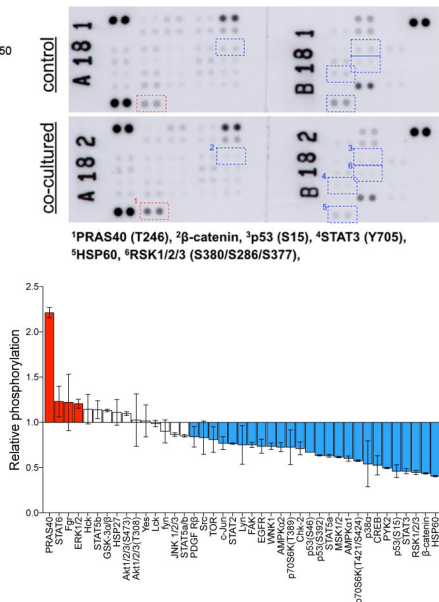 50
control
A 18 1
B 18 1
co-cultured
A 18 2
B 18 2
2
3
6
4
1
5
¹PRAS40 (T246), ²β-catenin, ³p53 (S15), ⁴STAT3 (Y705),
⁵HSP60, ⁶RSK1/2/3 (S380/S286/S377),
Relative phosphorylation
2.5
2.0
1.5
1.0
0.5
0.0
PRAS40
STAT6
Fgr
ERK1/2
Hck
STAT5b
GSK-3α/β
HSP27
Akt1/2/3(S473)
Akt1/2/3(T308)
Yes
Lck
fyn
JNK 1/2/3
STAT5a/b
PDGF Rβ
Src
TOR
c-Jun
STAT2
Lyn
FAK
EGFR
WNK1
AMPKα2
p70S6K(T389)
Chk-2
p53(S46)
p53(S392)
STAT5a
MSK1/2
AMPKα1
p70S6K(T421/S424)
p38α
CREB
PYK2
p53(S15)
STAT3
RSK1/2/3
β-catenin
HSP60